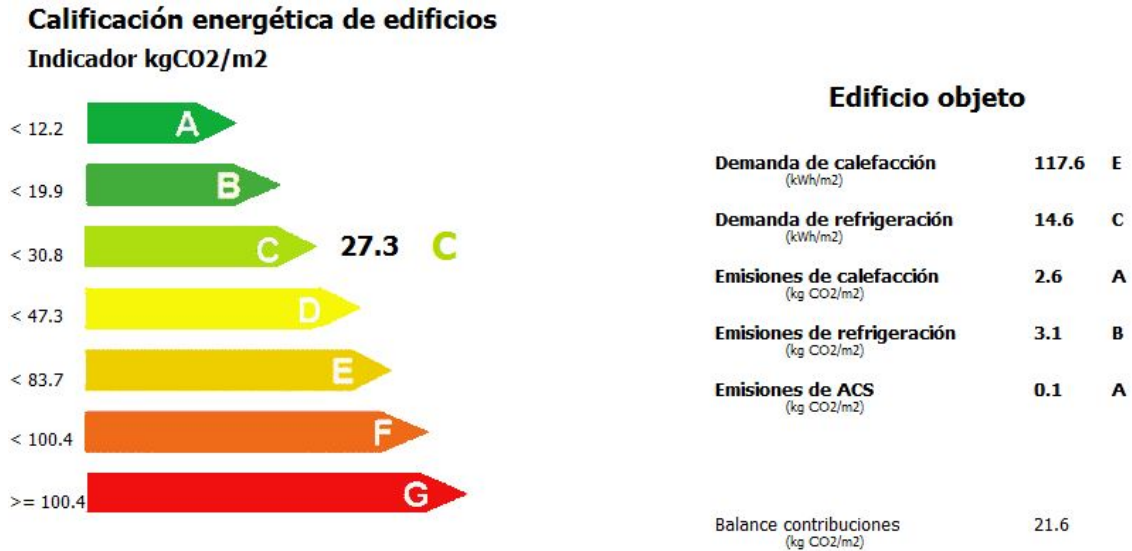 Calificación energética de edificios
Indicador kgCO2/m2
< 12.2 A
< 19.9 B
< 30.8 C 27.3 C
< 47.3 D
< 83.7 E
< 100.4 F
>= 100.4 G
Edificio objeto
Demanda de calefacción 117.6 E
(kWh/m2)
Demanda de refrigeración 14.6 C
(kWh/m2)
Emisiones de calefacción 2.6 A
(kg CO2/m2)
Emisiones de refrigeración 3.1 B
(kg CO2/m2)
Emisiones de ACS 0.1 A
(kg CO2/m2)
Balance contribuciones 21.6
(kg CO2/m2)